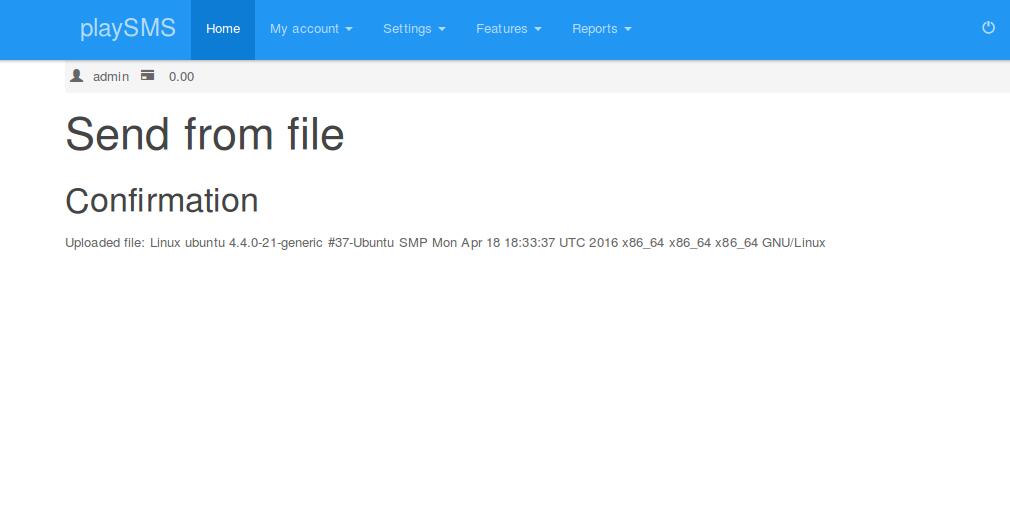 playSMS Home My account Settings Features Reports
admin 0.00
Send from file
Confirmation
Uploaded file: Linux ubuntu 4.4.0-21-generic #37-Ubuntu SMP Mon Apr 18 18:33:37 UTC 2016 x86_64 x86_64 x86_64 GNU/Linux